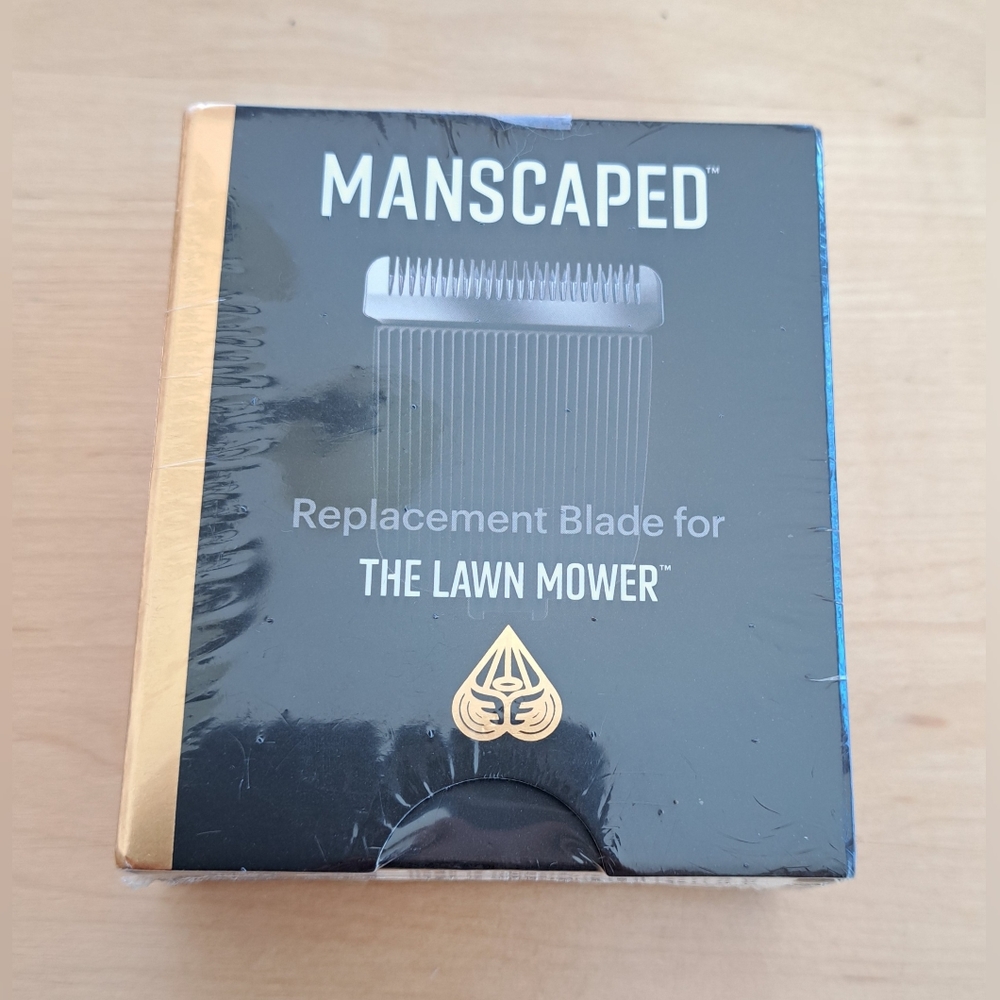 MANSCAPED™
Replacement Blade for
THE LAWN MOWER™